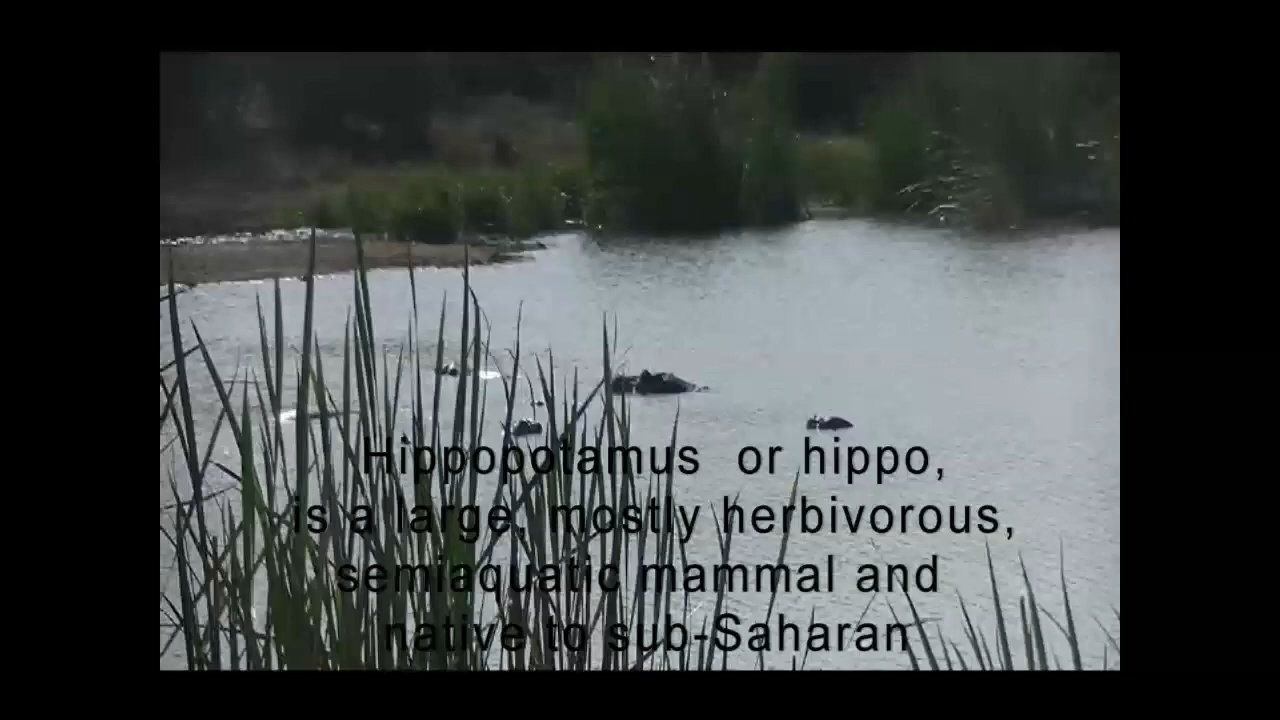 Hippopotamus or hippo,
is a large, mostly herbivorous,
semiaquatic mammal and
native to sub-Saharan